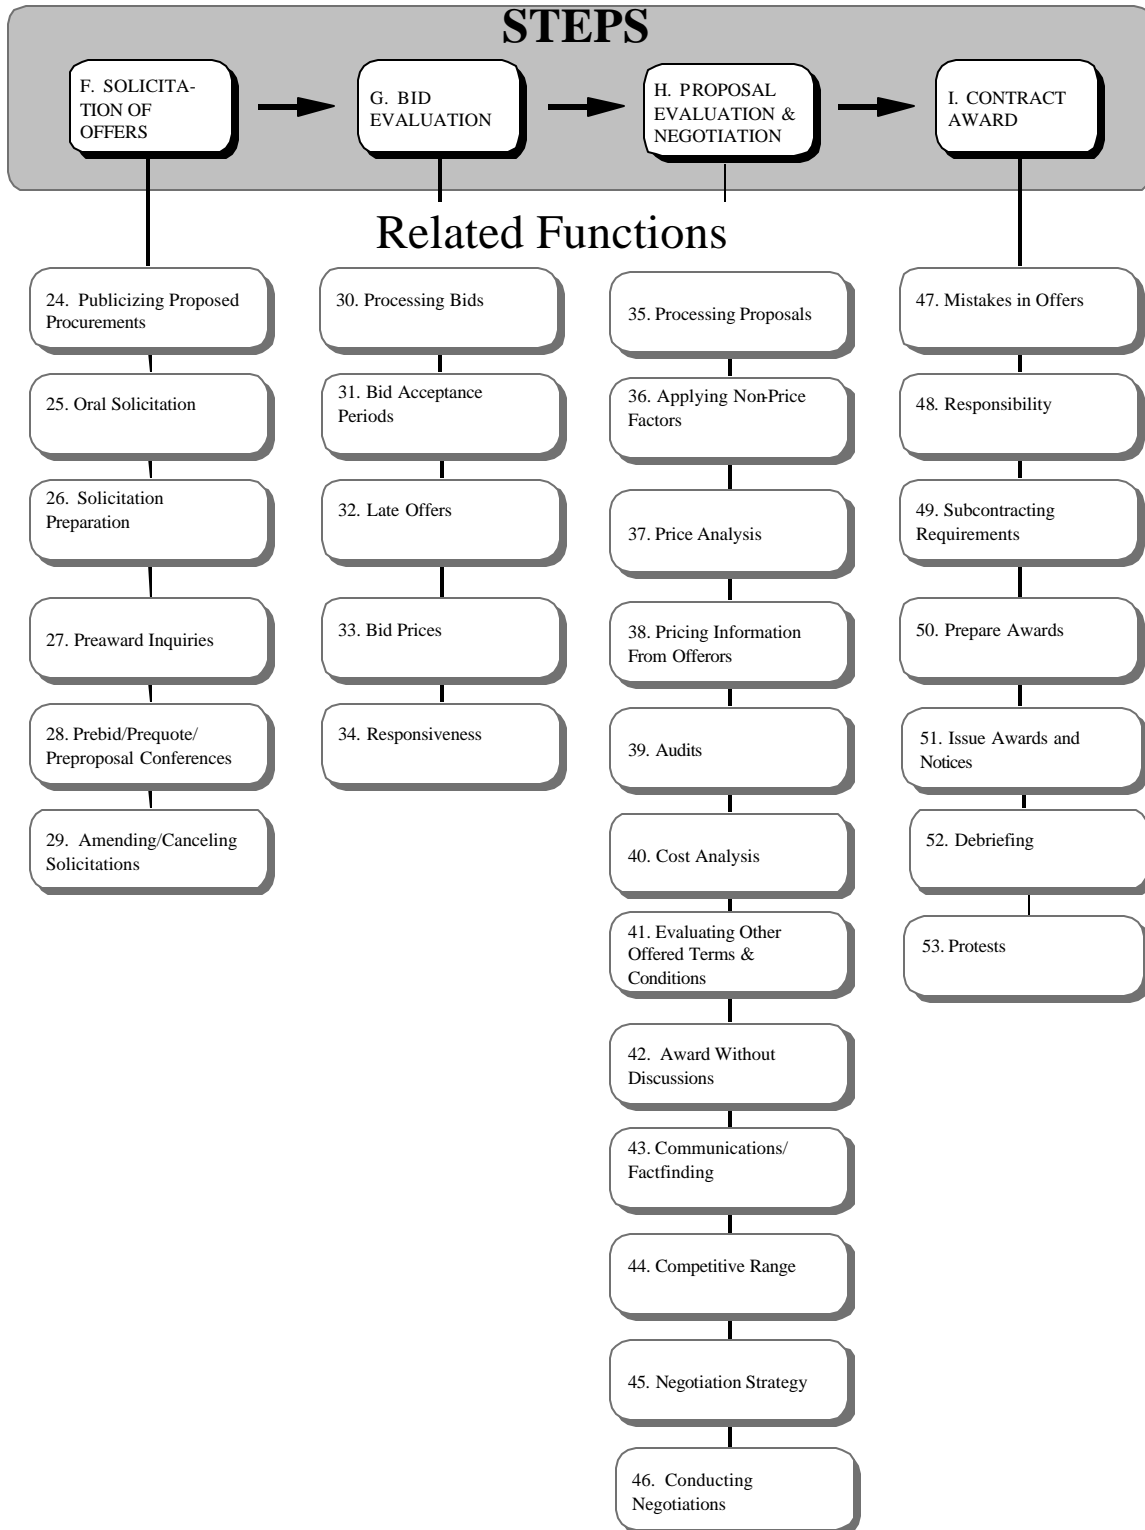 STEPS
F. SOLICITA-
TION OF
OFFERS
G. BID
EVALUATION
H. PROPOSAL
EVALUATION &
NEGOTIATION
I. CONTRACT
AWARD
Related Functions
24. Publicizing Proposed
Procurements
25. Oral Solicitation
26. Solicitation
Preparation
27. Preaward Inquiries
28. Prebid/Prequote/
Preproposal Conferences
29. Amending/Canceling
Solicitations
30. Processing Bids
31. Bid Acceptance
Periods
32. Late Offers
33. Bid Prices
34. Responsiveness
35. Processing Proposals
36. Applying Non-Price
Factors
37. Price Analysis
38. Pricing Information
From Offerors
39. Audits
40. Cost Analysis
41. Evaluating Other
Offered Terms &
Conditions
42. Award Without
Discussions
43. Communications/
Factfinding
44. Competitive Range
45. Negotiation Strategy
46. Conducting
Negotiations
47. Mistakes in Offers
48. Responsibility
49. Subcontracting
Requirements
50. Prepare Awards
51. Issue Awards and
Notices
52. Debriefing
53. Protests